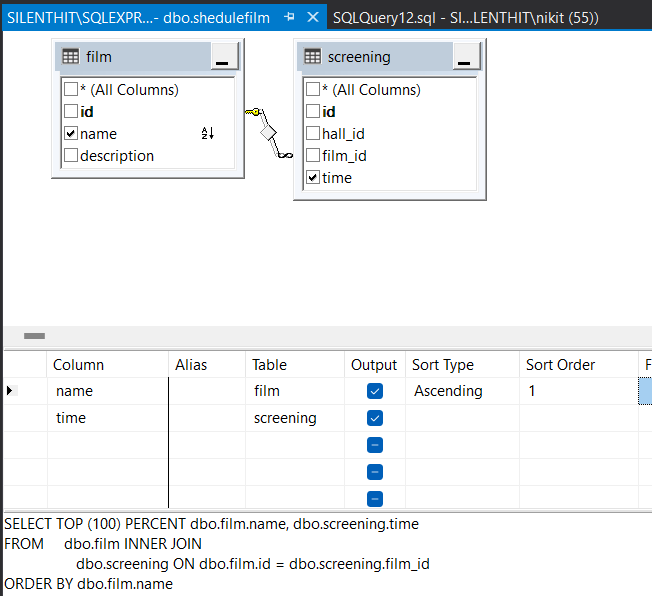 SILENTHIT\SQLEXPR...- dbo.shedulefilm SQLQuery12.sql - SI...LENTHIT\nikit (55))
film
* (All Columns)
id
name
description
screening
* (All Columns)
id
hall_id
film_id
time
Column Alias Table Output Sort Type Sort Order F
name film Ascending 1
time screening
SELECT TOP (100) PERCENT dbo.film.name, dbo.screening.time
FROM dbo.film INNER JOIN
dbo.screening ON dbo.film.id = dbo.screening.film_id
ORDER BY dbo.film.name